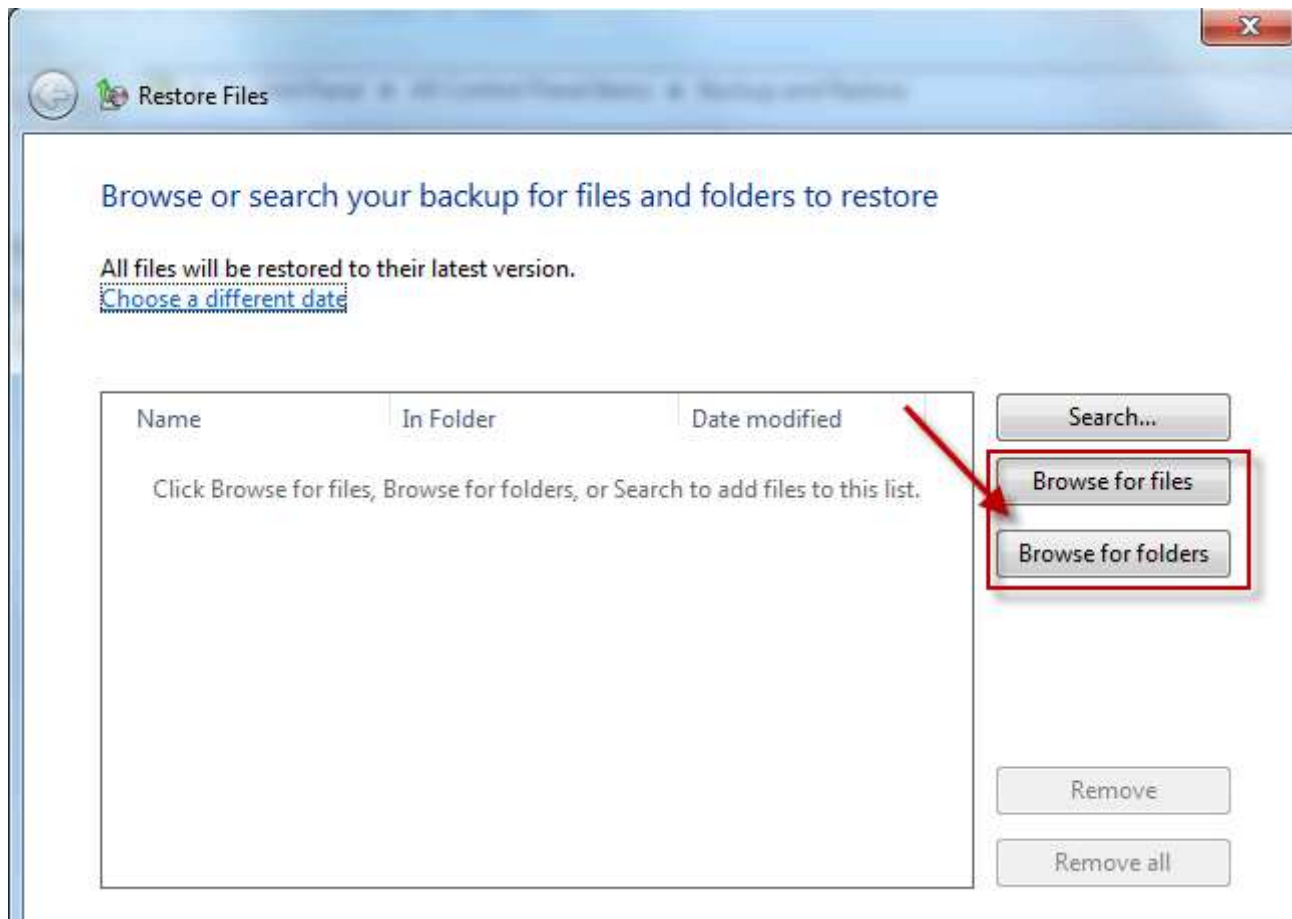 Restore Files
Browse or search your backup for files and folders to restore
All files will be restored to their latest version.
Choose a different date
Name In Folder Date modified
Click Browse for files, Browse for folders, or Search to add files to this list.
Search...
Browse for files
Browse for folders
Remove
Remove all